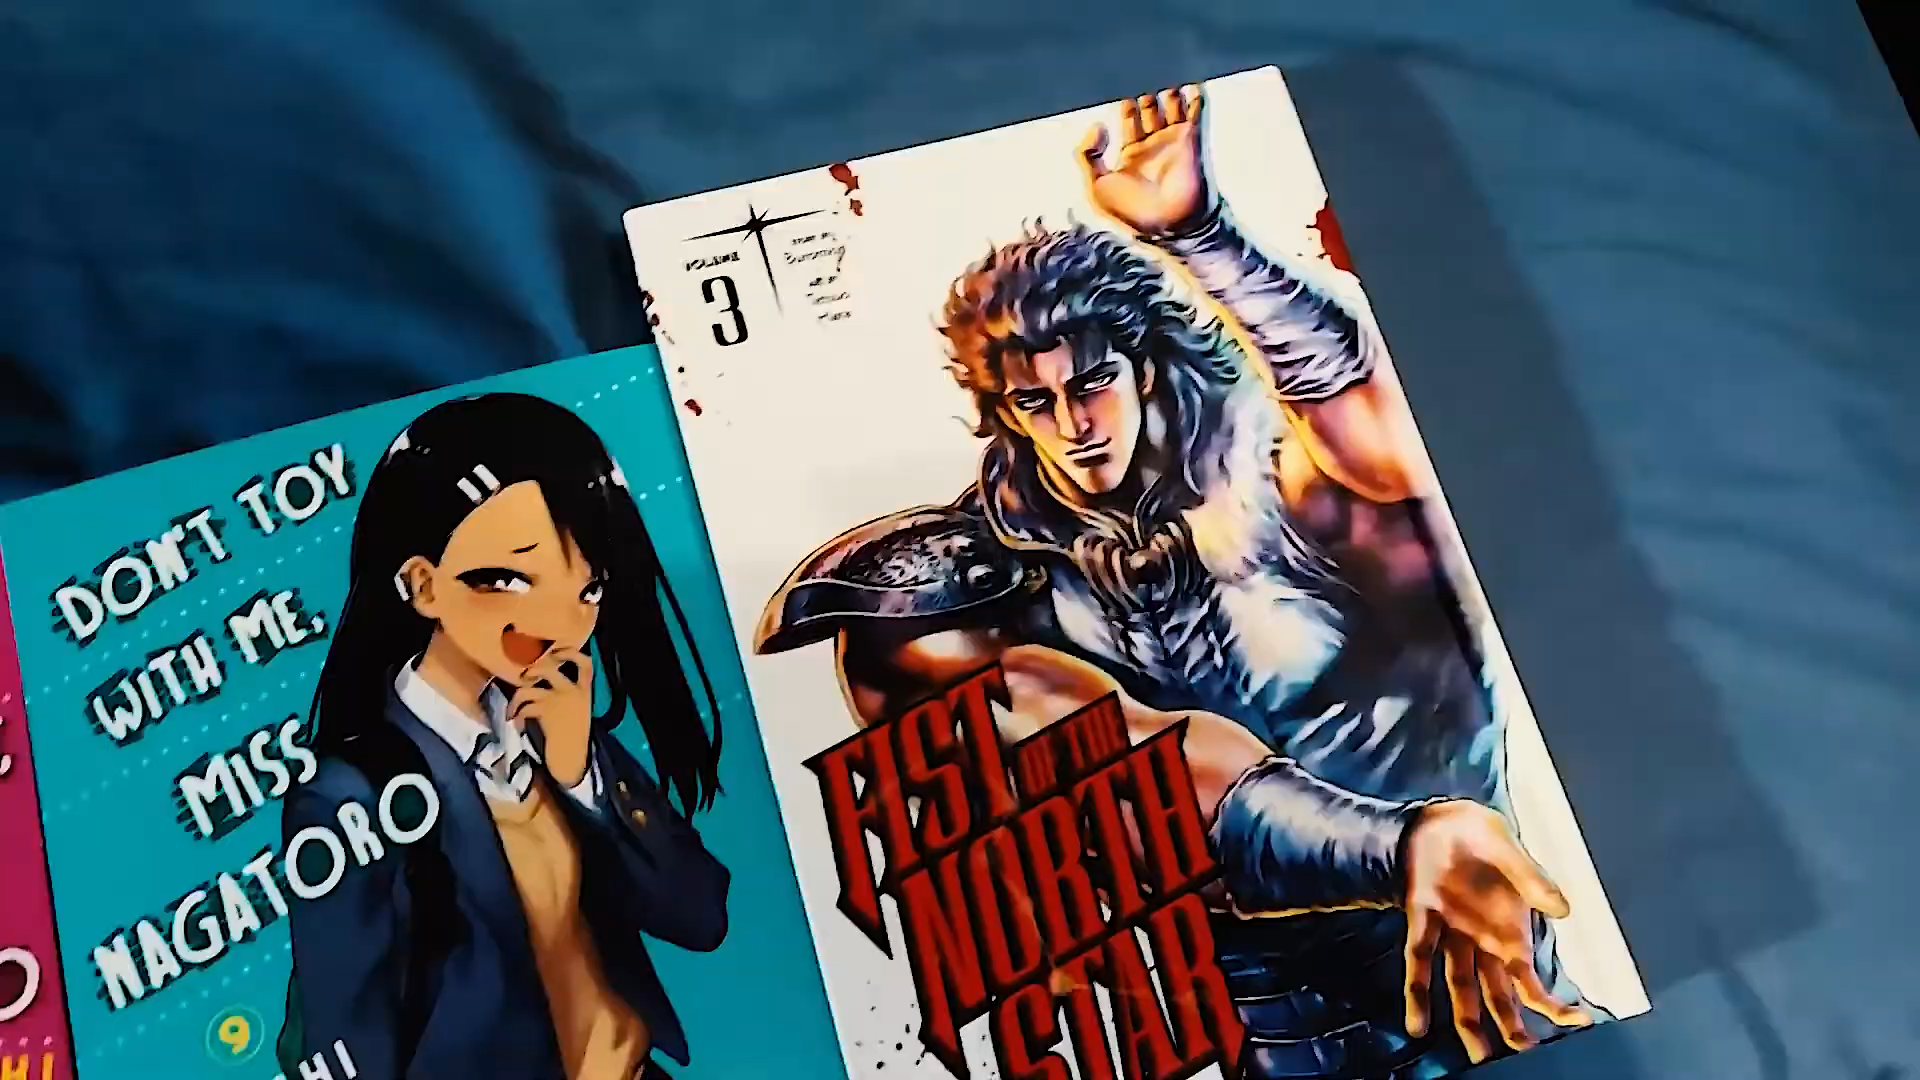 DON'T TOY
WITH ME,
MISS
NAGATORO
9
VOLUME
3
FIST OF THE
NORTH
STAR